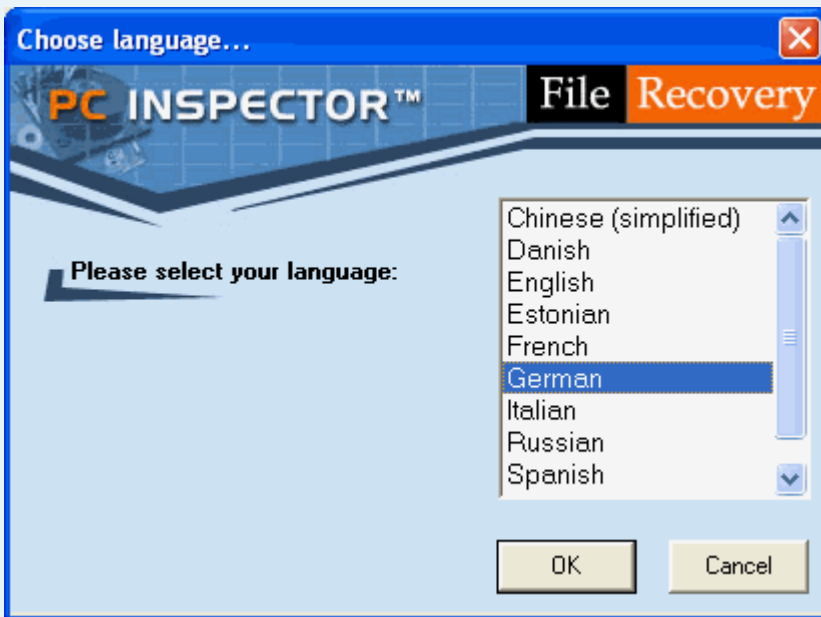 Choose language...
PC INSPECTOR™ File Recovery
Please select your language:
Chinese (simplified)
Danish
English
Estonian
French
German
Italian
Russian
Spanish
OK Cancel